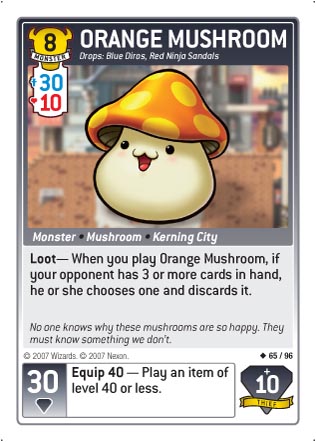 8
MONSTER
ORANGE MUSHROOM
Drops: Blue Diros, Red Ninja Sandals
30
10
Monster • Mushroom • Kerning City
Loot— When you play Orange Mushroom, if
your opponent has 3 or more cards in hand,
he or she chooses one and discards it.
No one knows why these mushrooms are so happy. They
must know something we don't.
© 2007 Wizards. © 2007 Nexon.
◆ 65 / 96
30
Equip 40 — Play an item of
level 40 or less.
+
10
THIEF